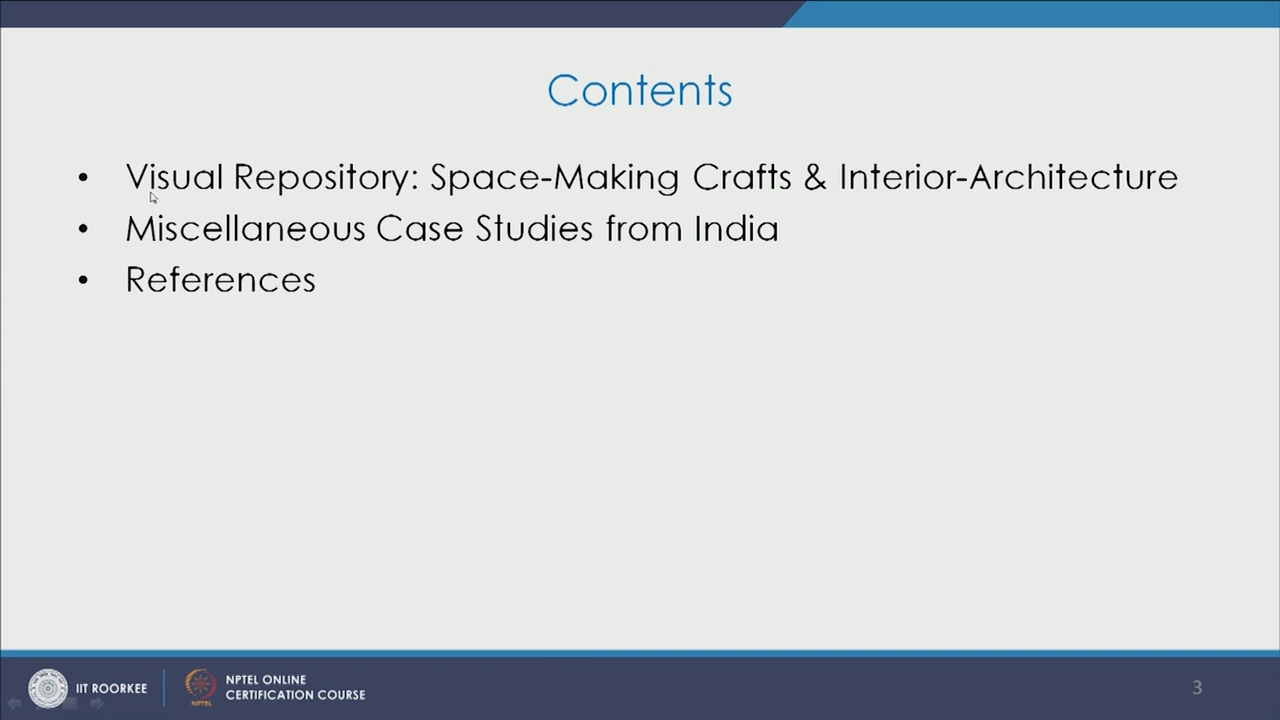 Contents
• Visual Repository: Space-Making Crafts & Interior-Architecture
• Miscellaneous Case Studies from India
• References
IIT ROORKEE
NPTEL
NPTEL ONLINE
CERTIFICATION COURSE
3